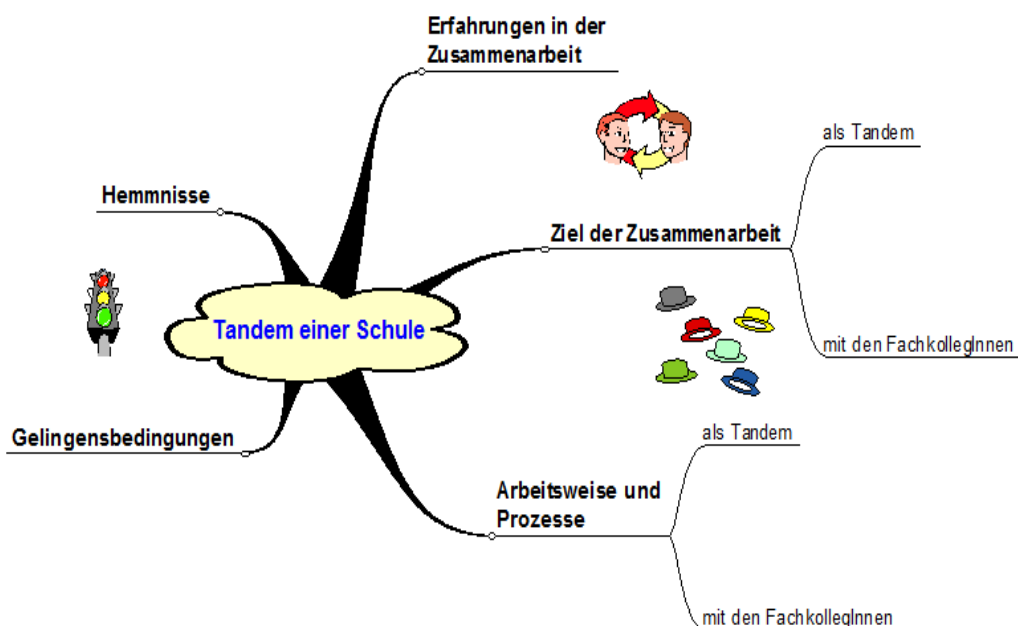 Erfahrungen in der
Zusammenarbeit
als Tandem
Hemmnisse
Ziel der Zusammenarbeit
Tandem einer Schule
mit den FachkollegInnen
Gelingensbedingungen
als Tandem
Arbeitsweise und
Prozesse
mit den FachkollegInnen